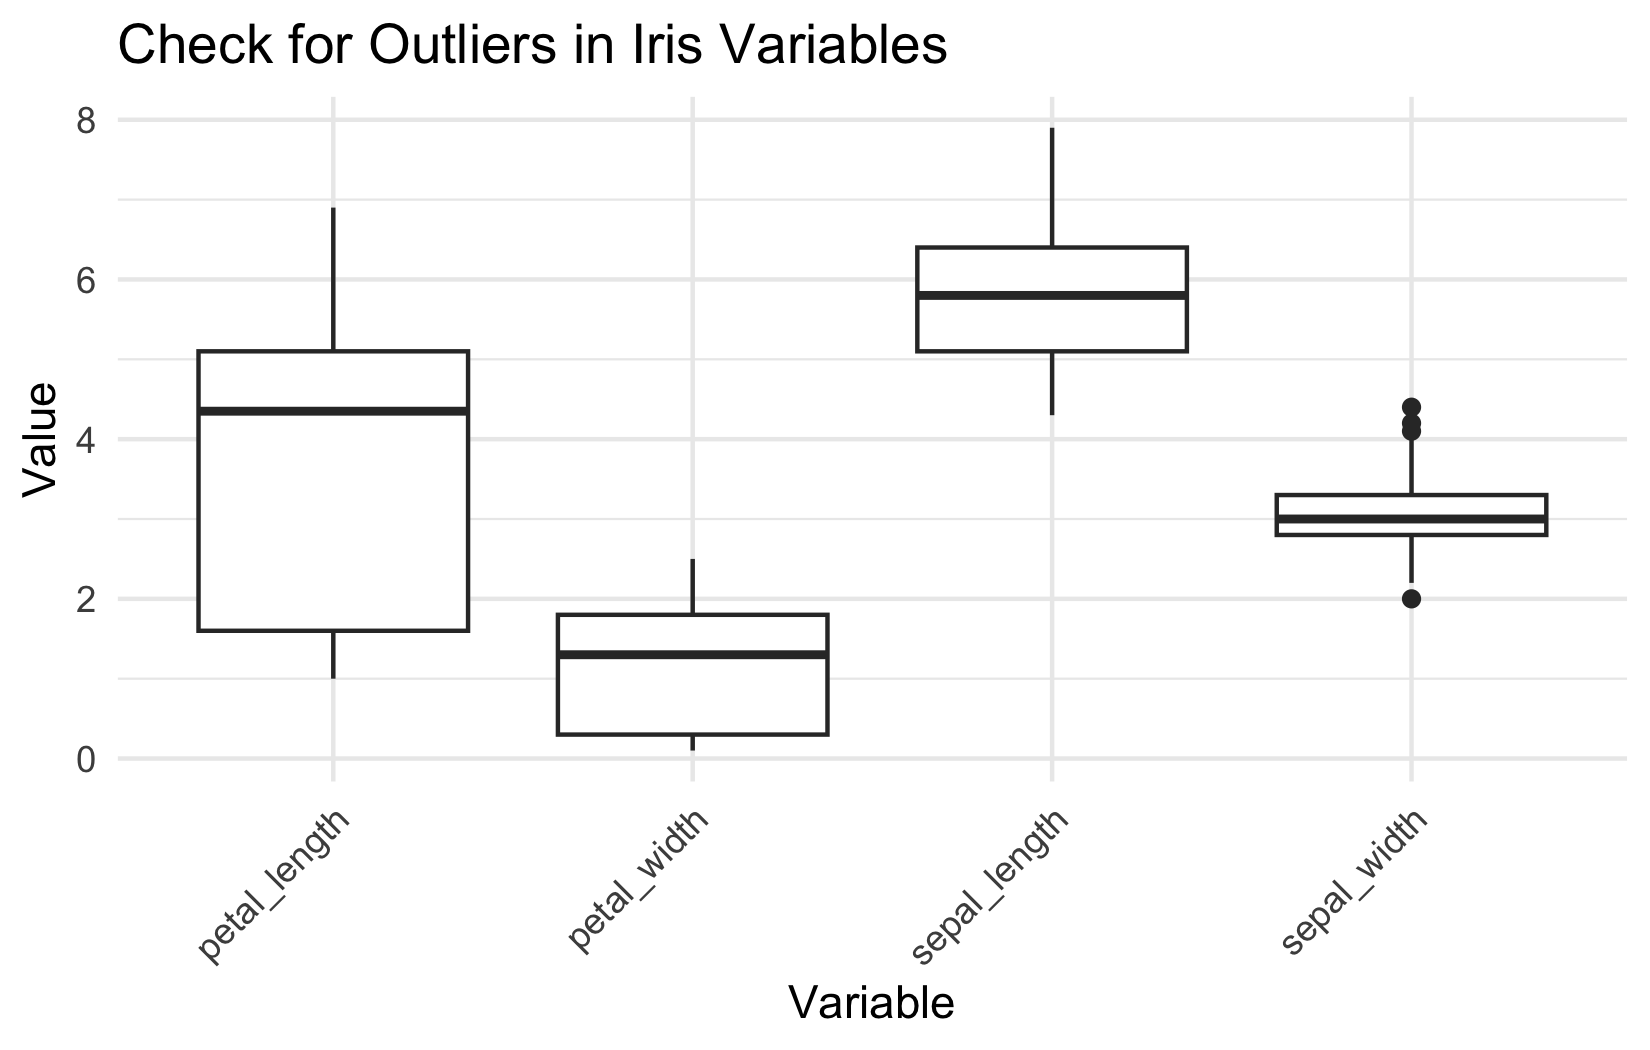 Check for Outliers in Iris Variables
Value
8
6
4
2
0
petal_length
petal_width
sepal_length
sepal_width
Variable